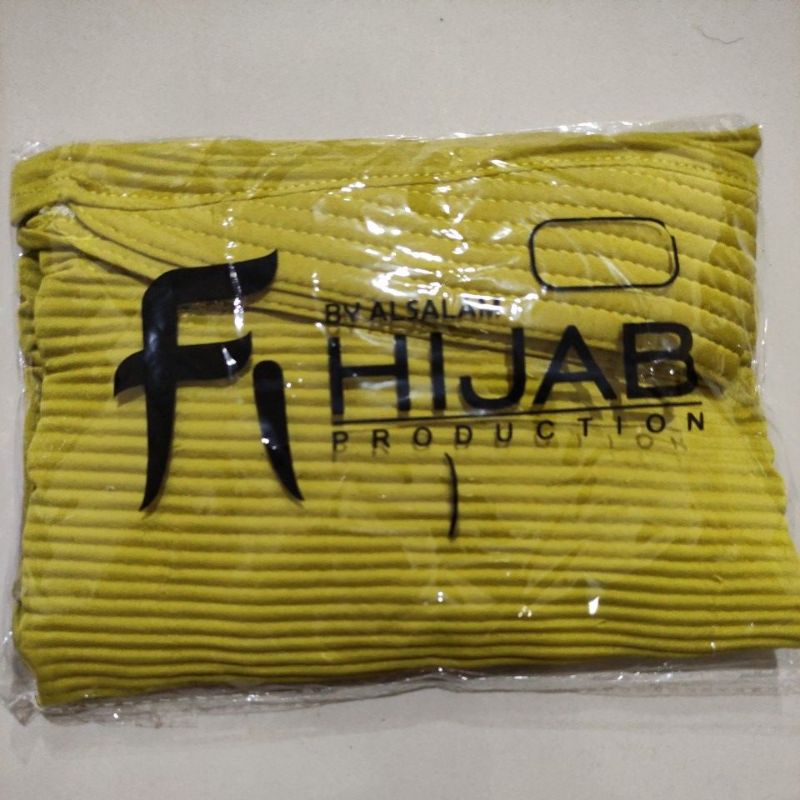 Fi
BY ALSALAM
HIJAB
PRODUCTION